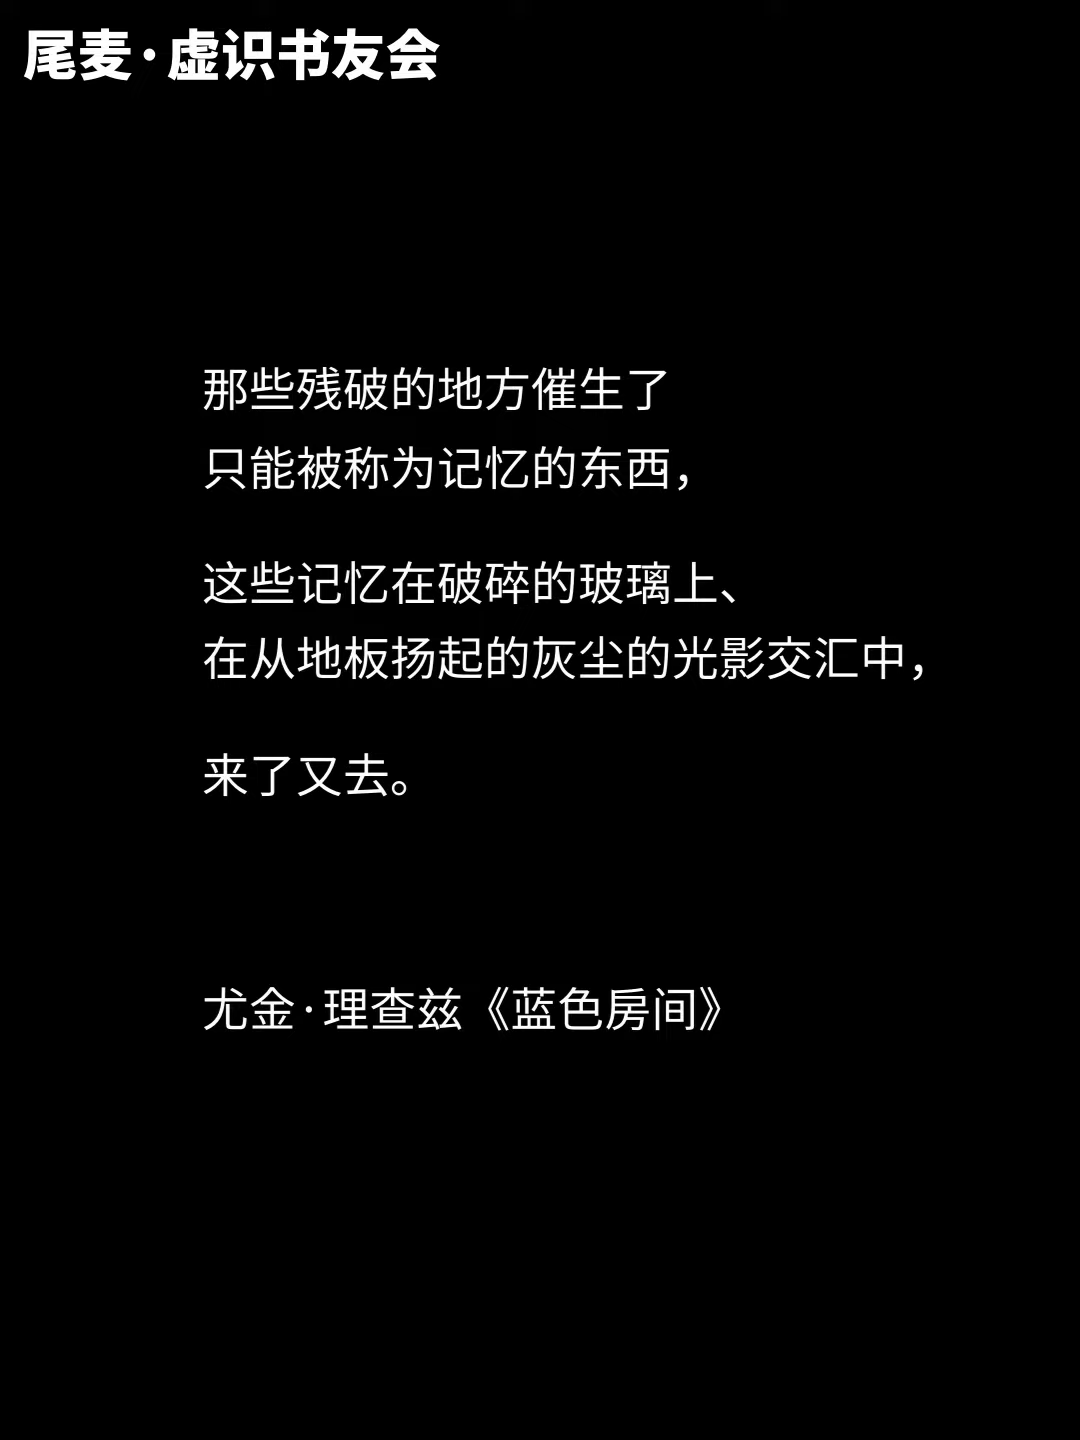 尾麦·虚识书友会
那些残破的地方催生了
只能被称为记忆的东西，
这些记忆在破碎的玻璃上、
在从地板扬起的灰尘的光影交汇中，
来了又去。
尤金·理查兹《蓝色房间》